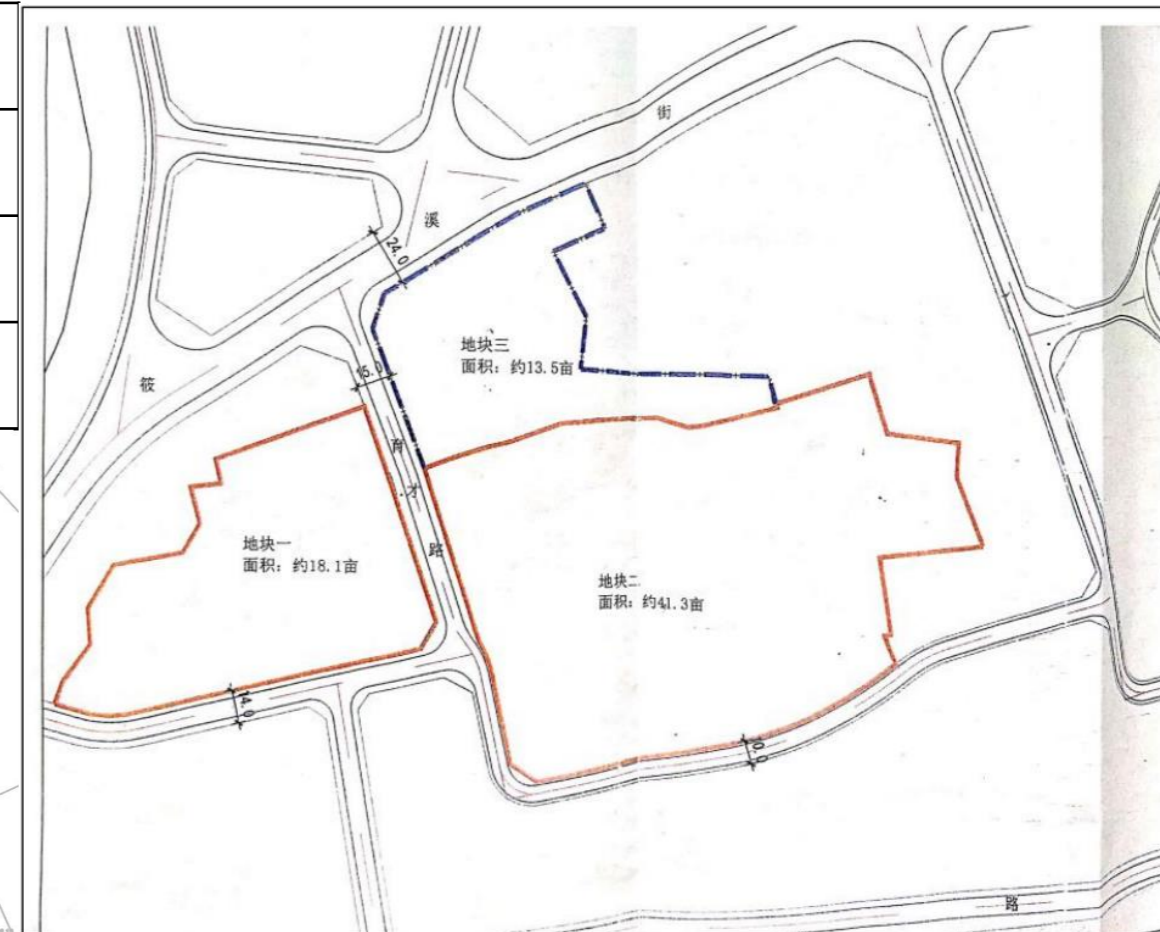 街
溪
24.0
地块三
面积：约13.5亩
15.0
筱
育
才
路
地块一
面积：约18.1亩
地块二
面积：约41.3亩
14.0
10.0
路